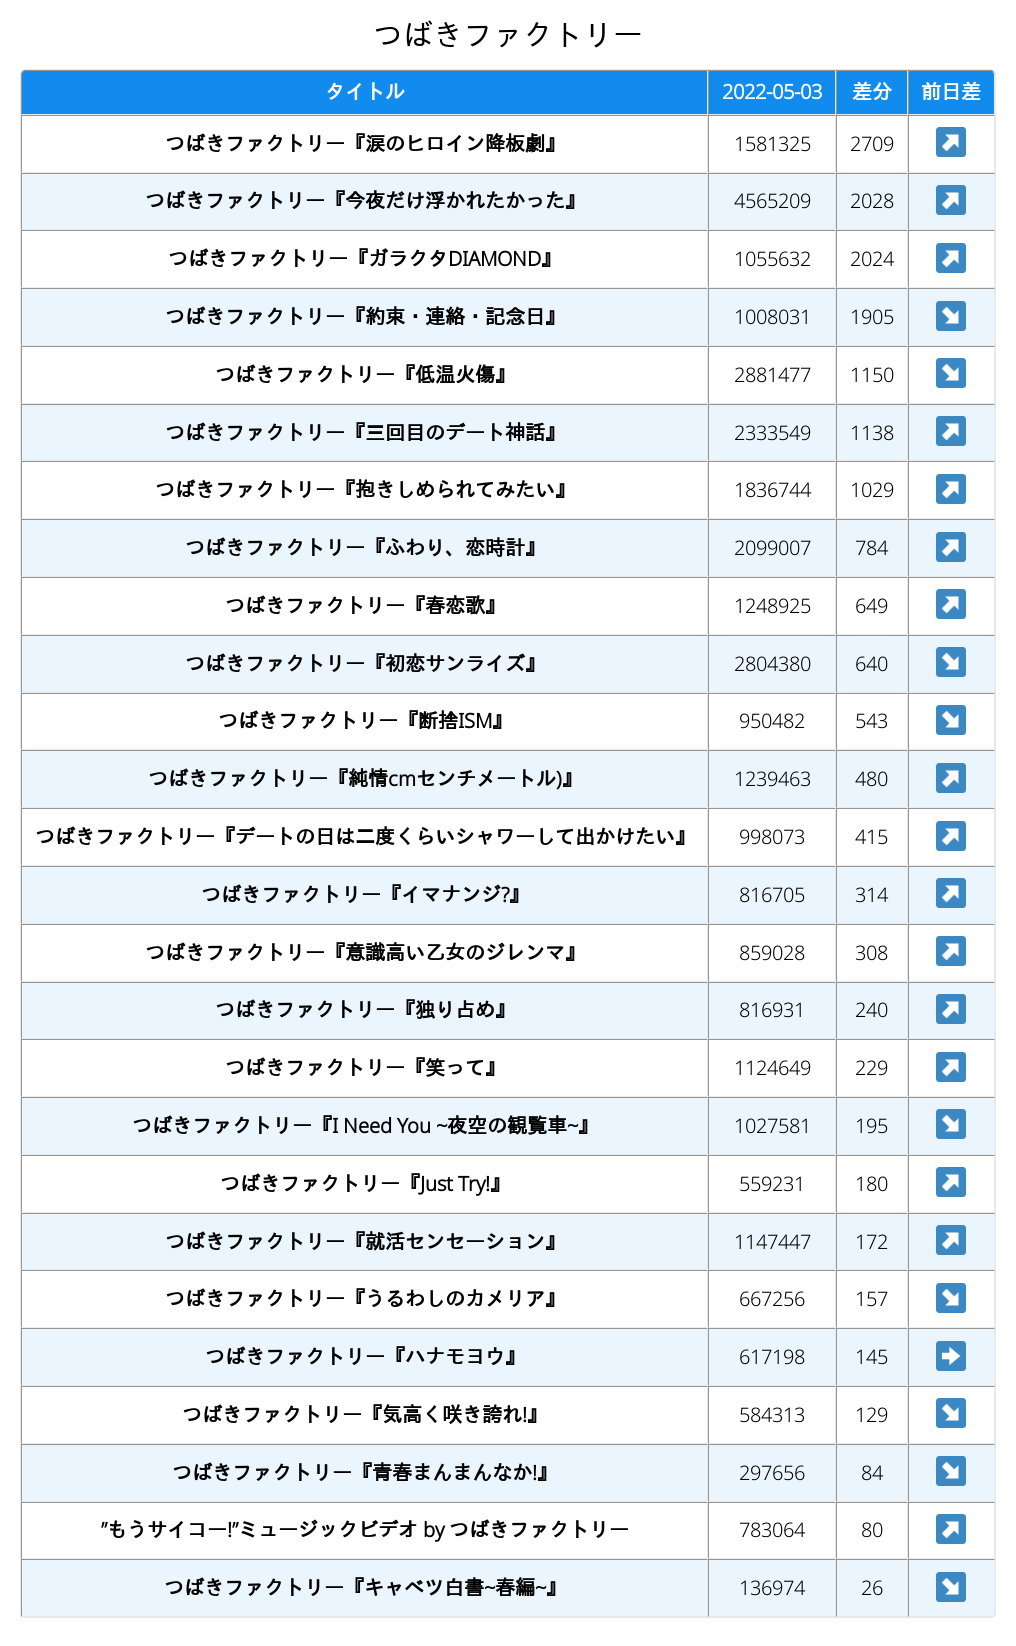 つばきファクトリー
タイトル 2022-05-03 差分 前日差
つばきファクトリー『涙のヒロイン降板劇』 1581325 2709 ↗
つばきファクトリー『今夜だけ浮かれたかった』 4565209 2028 ↗
つばきファクトリー『ガラクタDIAMOND』 1055632 2024 ↗
つばきファクトリー『約束・連絡・記念日』 1008031 1905 ↘
つばきファクトリー『低温火傷』 2881477 1150 ↘
つばきファクトリー『三回目のデート神話』 2333549 1138 ↗
つばきファクトリー『抱きしめられてみたい』 1836744 1029 ↗
つばきファクトリー『ふわり、恋時計』 2099007 784 ↗
つばきファクトリー『春恋歌』 1248925 649 ↗
つばきファクトリー『初恋サンライズ』 2804380 640 ↘
つばきファクトリー『断捨ISM』 950482 543 ↘
つばきファクトリー『純情cmセンチメートル)』 1239463 480 ↗
つばきファクトリー『デートの日は二度くらいシャワーして出かけたい』 998073 415 ↗
つばきファクトリー『イマナンジ?』 816705 314 ↗
つばきファクトリー『意識高い乙女のジレンマ』 859028 308 ↗
つばきファクトリー『独り占め』 816931 240 ↗
つばきファクトリー『笑って』 1124649 229 ↗
つばきファクトリー『I Need You ~夜空の観覧車~』 1027581 195 ↘
つばきファクトリー『Just Try!』 559231 180 ↗
つばきファクトリー『就活センセーション』 1147447 172 ↗
つばきファクトリー『うるわしのカメリア』 667256 157 ↘
つばきファクトリー『ハナモヨウ』 617198 145 ➡
つばきファクトリー『気高く咲き誇れ!』 584313 129 ↘
つばきファクトリー『青春まんまんなか!』 297656 84 ↘
”もうサイコー!”ミュージックビデオ by つばきファクトリー 783064 80 ↗
つばきファクトリー『キャベツ白書~春編~』 136974 26 ↘